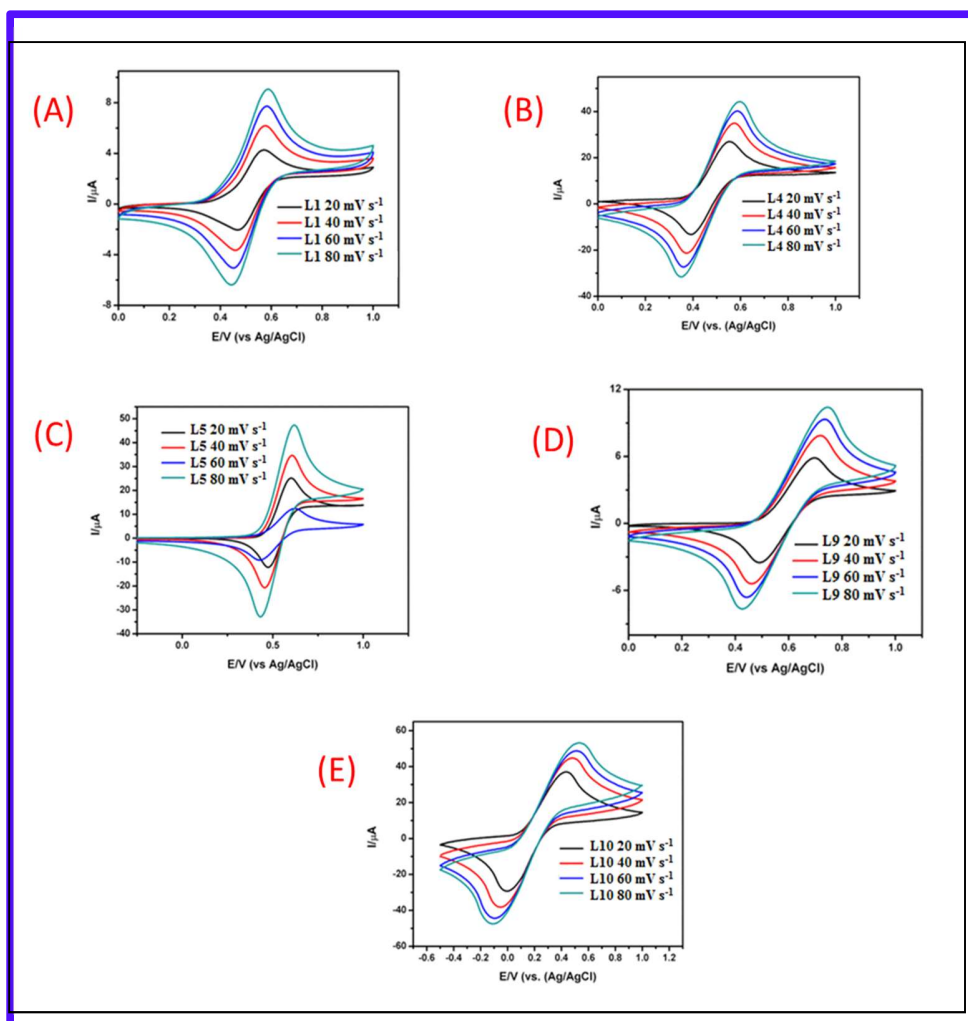 (A)
8
4
0
-4
-8
I/µA
0.0 0.2 0.4 0.6 0.8 1.0
E/V (vs Ag/AgCl)
L1 20 mV s-1
L1 40 mV s-1
L1 60 mV s-1
L1 80 mV s-1
(B)
40
20
0
-20
-40
I/µA
0.0 0.2 0.4 0.6 0.8 1.0
E/V (vs. (Ag/AgCl)
L4 20 mV s-1
L4 40 mV s-1
L4 60 mV s-1
L4 80 mV s-1
(C)
50
40
30
20
10
0
-10
-20
-30
-40
I/µA
0.0 0.5 1.0
E/V (vs Ag/AgCl)
L5 20 mV s-1
L5 40 mV s-1
L5 60 mV s-1
L5 80 mV s-1
(D)
12
6
0
-6
I/µA
0.0 0.2 0.4 0.6 0.8 1.0
E/V (vs Ag/AgCl)
L9 20 mV s-1
L9 40 mV s-1
L9 60 mV s-1
L9 80 mV s-1
(E)
60
40
20
0
-20
-40
-60
I/µA
-0.6 -0.4 -0.2 0.0 0.2 0.4 0.6 0.8 1.0 1.2
E/V (vs. (Ag/AgCl)
L10 20 mV s-1
L10 40 mV s-1
L10 60 mV s-1
L10 80 mV s-1